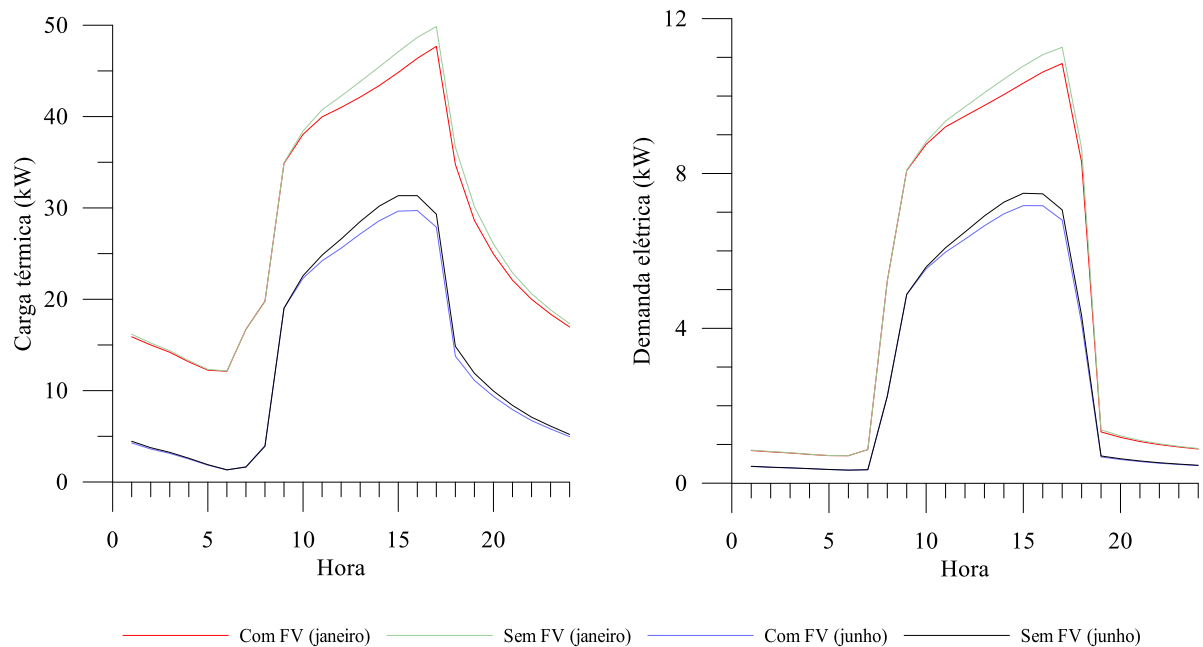 50
40
30
20
10
0
Carga térmica (kW)
0
5
10
15
20
Hora
12
8
4
0
Demanda elétrica (kW)
0
5
10
15
20
Hora
Com FV (janeiro)
Sem FV (janeiro)
Com FV (junho)
Sem FV (junho)